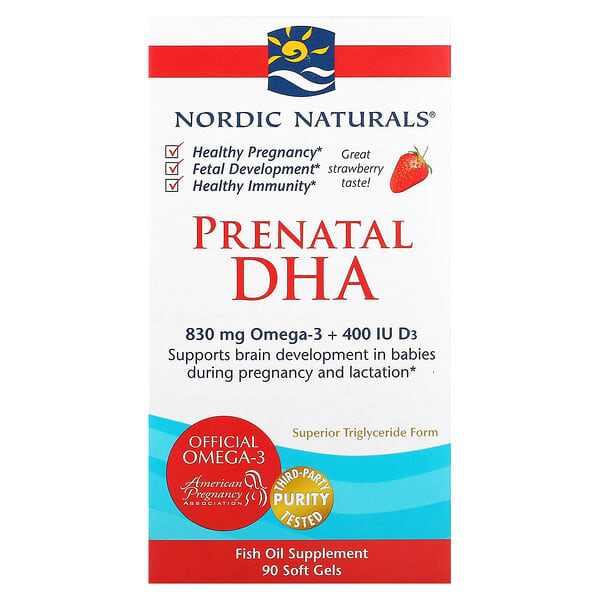 NORDIC NATURALS®
Healthy Pregnancy*
Fetal Development*
Healthy Immunity*
Great
strawberry
taste!
PRENATAL
DHA
830 mg Omega-3 + 400 IU D3
Supports brain development in babies
during pregnancy and lactation*
Superior Triglyceride Form
OFFICIAL
OMEGA-3
American
Pregnancy
ASSOCIATION
THIRD-PARTY
PURITY
TESTED
Fish Oil Supplement
90 Soft Gels